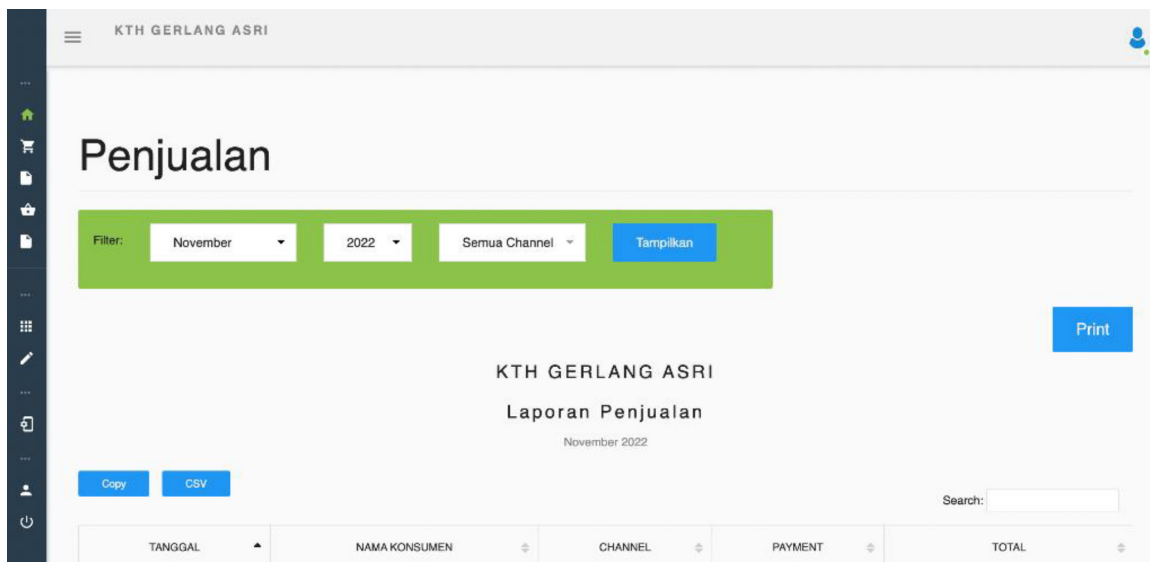 KTH GERLANG ASRI
Penjualan
Filter: November 2022 Semua Channel Tampilkan
Print
KTH GERLANG ASRI
Laporan Penjualan
November 2022
Copy CSV
Search:
TANGGAL NAMA KONSUMEN CHANNEL PAYMENT TOTAL